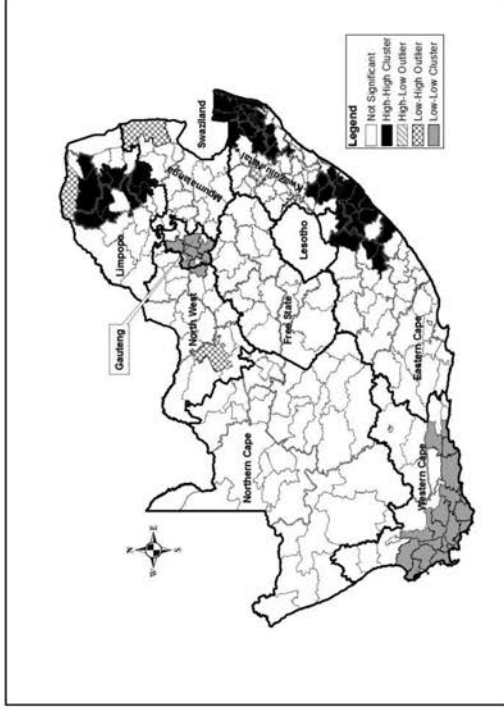 N
W
E
S
Gauteng
Limpopo
Mpumalanga
Swaziland
North West
KwaZulu-Natal
Free State
Lesotho
Northern Cape
Eastern Cape
Western Cape
Legend
Not Significant
High-High Cluster
High-Low Outlier
Low-High Outlier
Low-Low Cluster